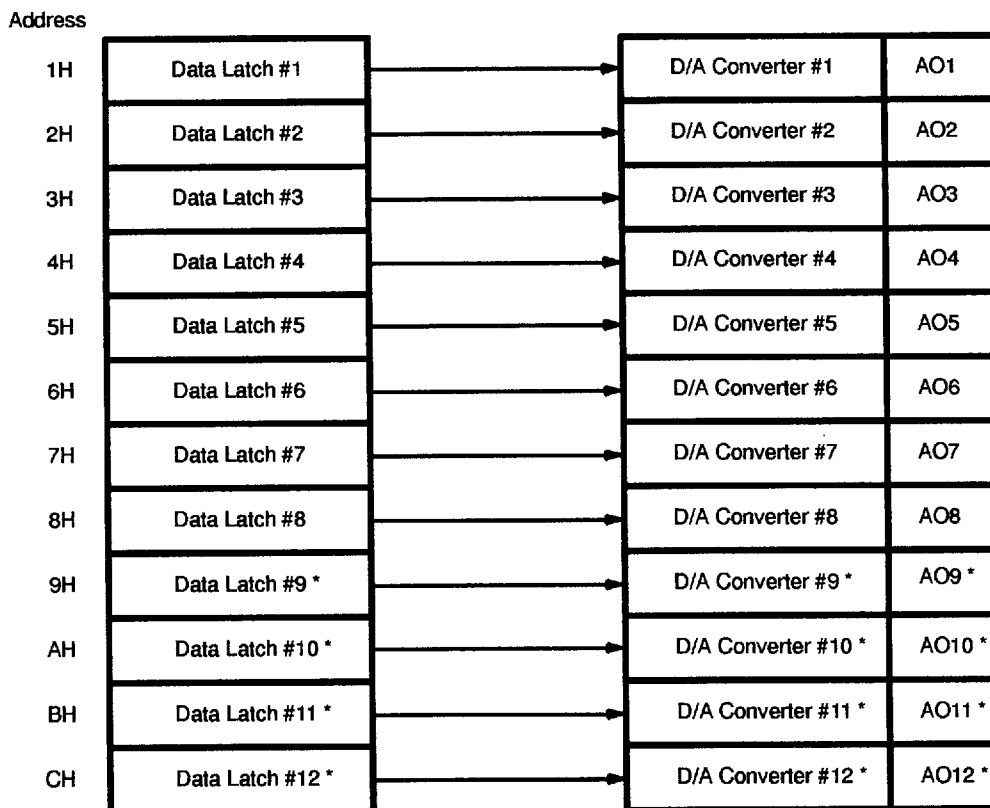 Address
1H Data Latch #1 D/A Converter #1 AO1
2H Data Latch #2 D/A Converter #2 AO2
3H Data Latch #3 D/A Converter #3 AO3
4H Data Latch #4 D/A Converter #4 AO4
5H Data Latch #5 D/A Converter #5 AO5
6H Data Latch #6 D/A Converter #6 AO6
7H Data Latch #7 D/A Converter #7 AO7
8H Data Latch #8 D/A Converter #8 AO8
9H Data Latch #9 * D/A Converter #9 * AO9 *
AH Data Latch #10 * D/A Converter #10 * AO10 *
BH Data Latch #11 * D/A Converter #11 * AO11 *
CH Data Latch #12 * D/A Converter #12 * AO12 *